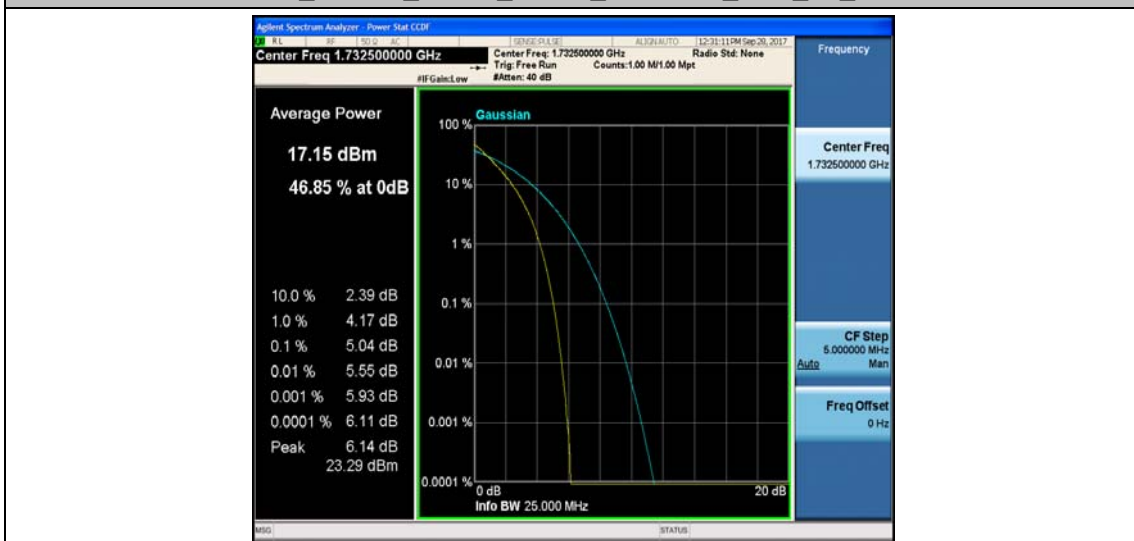 Agilent Spectrum Analyzer - Power Stat CCDF
RL RF 50 Ω AC SENSE:PULSE ALIGN AUTO 12:31:11 PM Sep 28, 2017
Center Freq 1.732500000 GHz
Center Freq: 1.732500000 GHz Radio Std: None
Trig: Free Run Counts:1.00 M/1.00 Mpt
#IFGain:Low #Atten: 40 dB
Frequency
Average Power
17.15 dBm
46.85 % at 0dB
10.0 % 2.39 dB
1.0 % 4.17 dB
0.1 % 5.04 dB
0.01 % 5.55 dB
0.001 % 5.93 dB
0.0001 % 6.11 dB
Peak 6.14 dB
23.29 dBm
Gaussian
100 %
10 %
1 %
0.1 %
0.01 %
0.001 %
0.0001 %
0 dB 20 dB
Info BW 25.000 MHz
Center Freq
1.732500000 GHz
CF Step
5.000000 MHz
Auto Man
Freq Offset
0 Hz
MSG STATUS